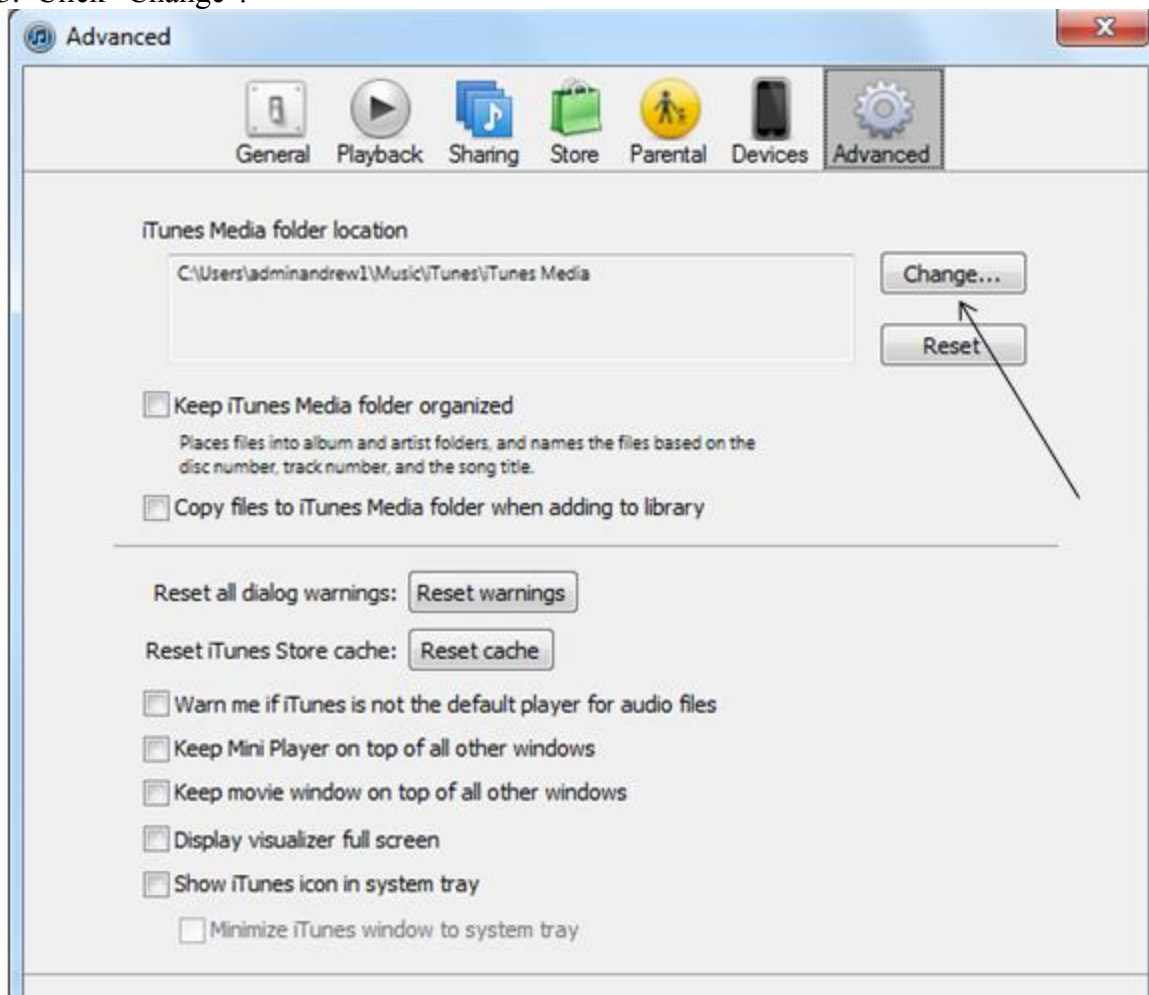 Click "Change".
Advanced
General Playback Sharing Store Parental Devices Advanced
iTunes Media folder location
C:\Users\adminandrew1\Music\iTunes\iTunes Media
Change...
Reset
Keep iTunes Media folder organized
Places files into album and artist folders, and names the files based on the
disc number, track number, and the song title.
Copy files to iTunes Media folder when adding to library
Reset all dialog warnings: Reset warnings
Reset iTunes Store cache: Reset cache
Warn me if iTunes is not the default player for audio files
Keep Mini Player on top of all other windows
Keep movie window on top of all other windows
Display visualizer full screen
Show iTunes icon in system tray
Minimize iTunes window to system tray